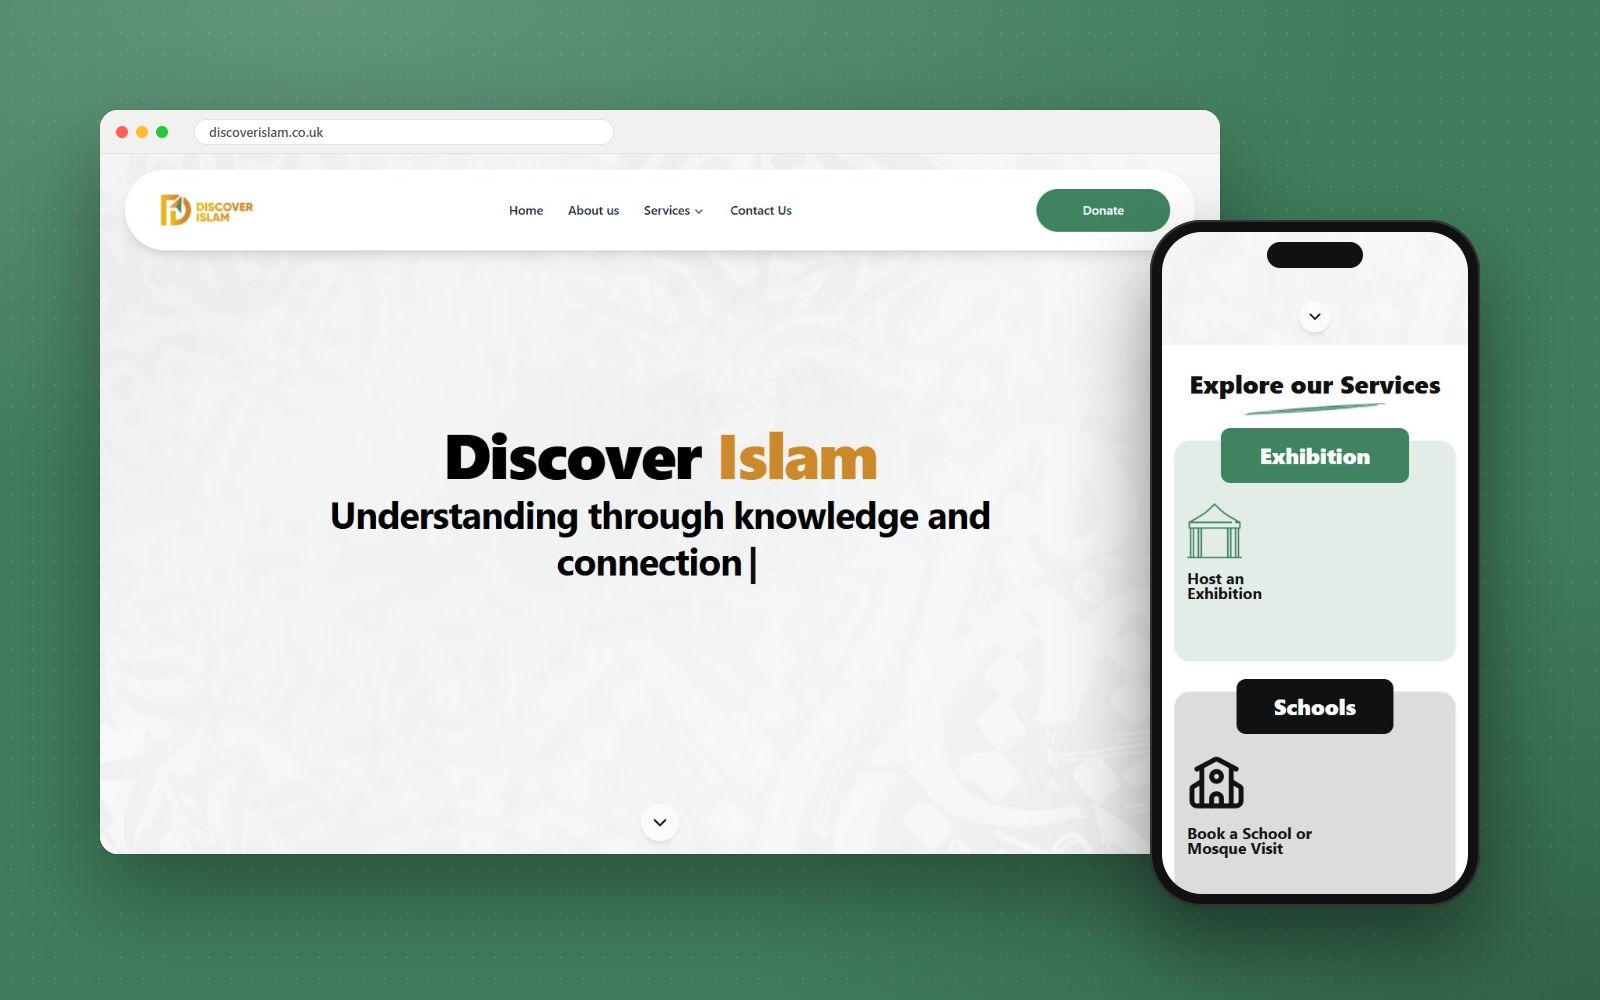 discoverislam.co.uk
DISCOVER
ISLAM
Home
About us
Services
Contact Us
Donate
Discover Islam
Understanding through knowledge and
connection
Explore our Services
Exhibition
Host an
Exhibition
Schools
Book a School or
Mosque Visit